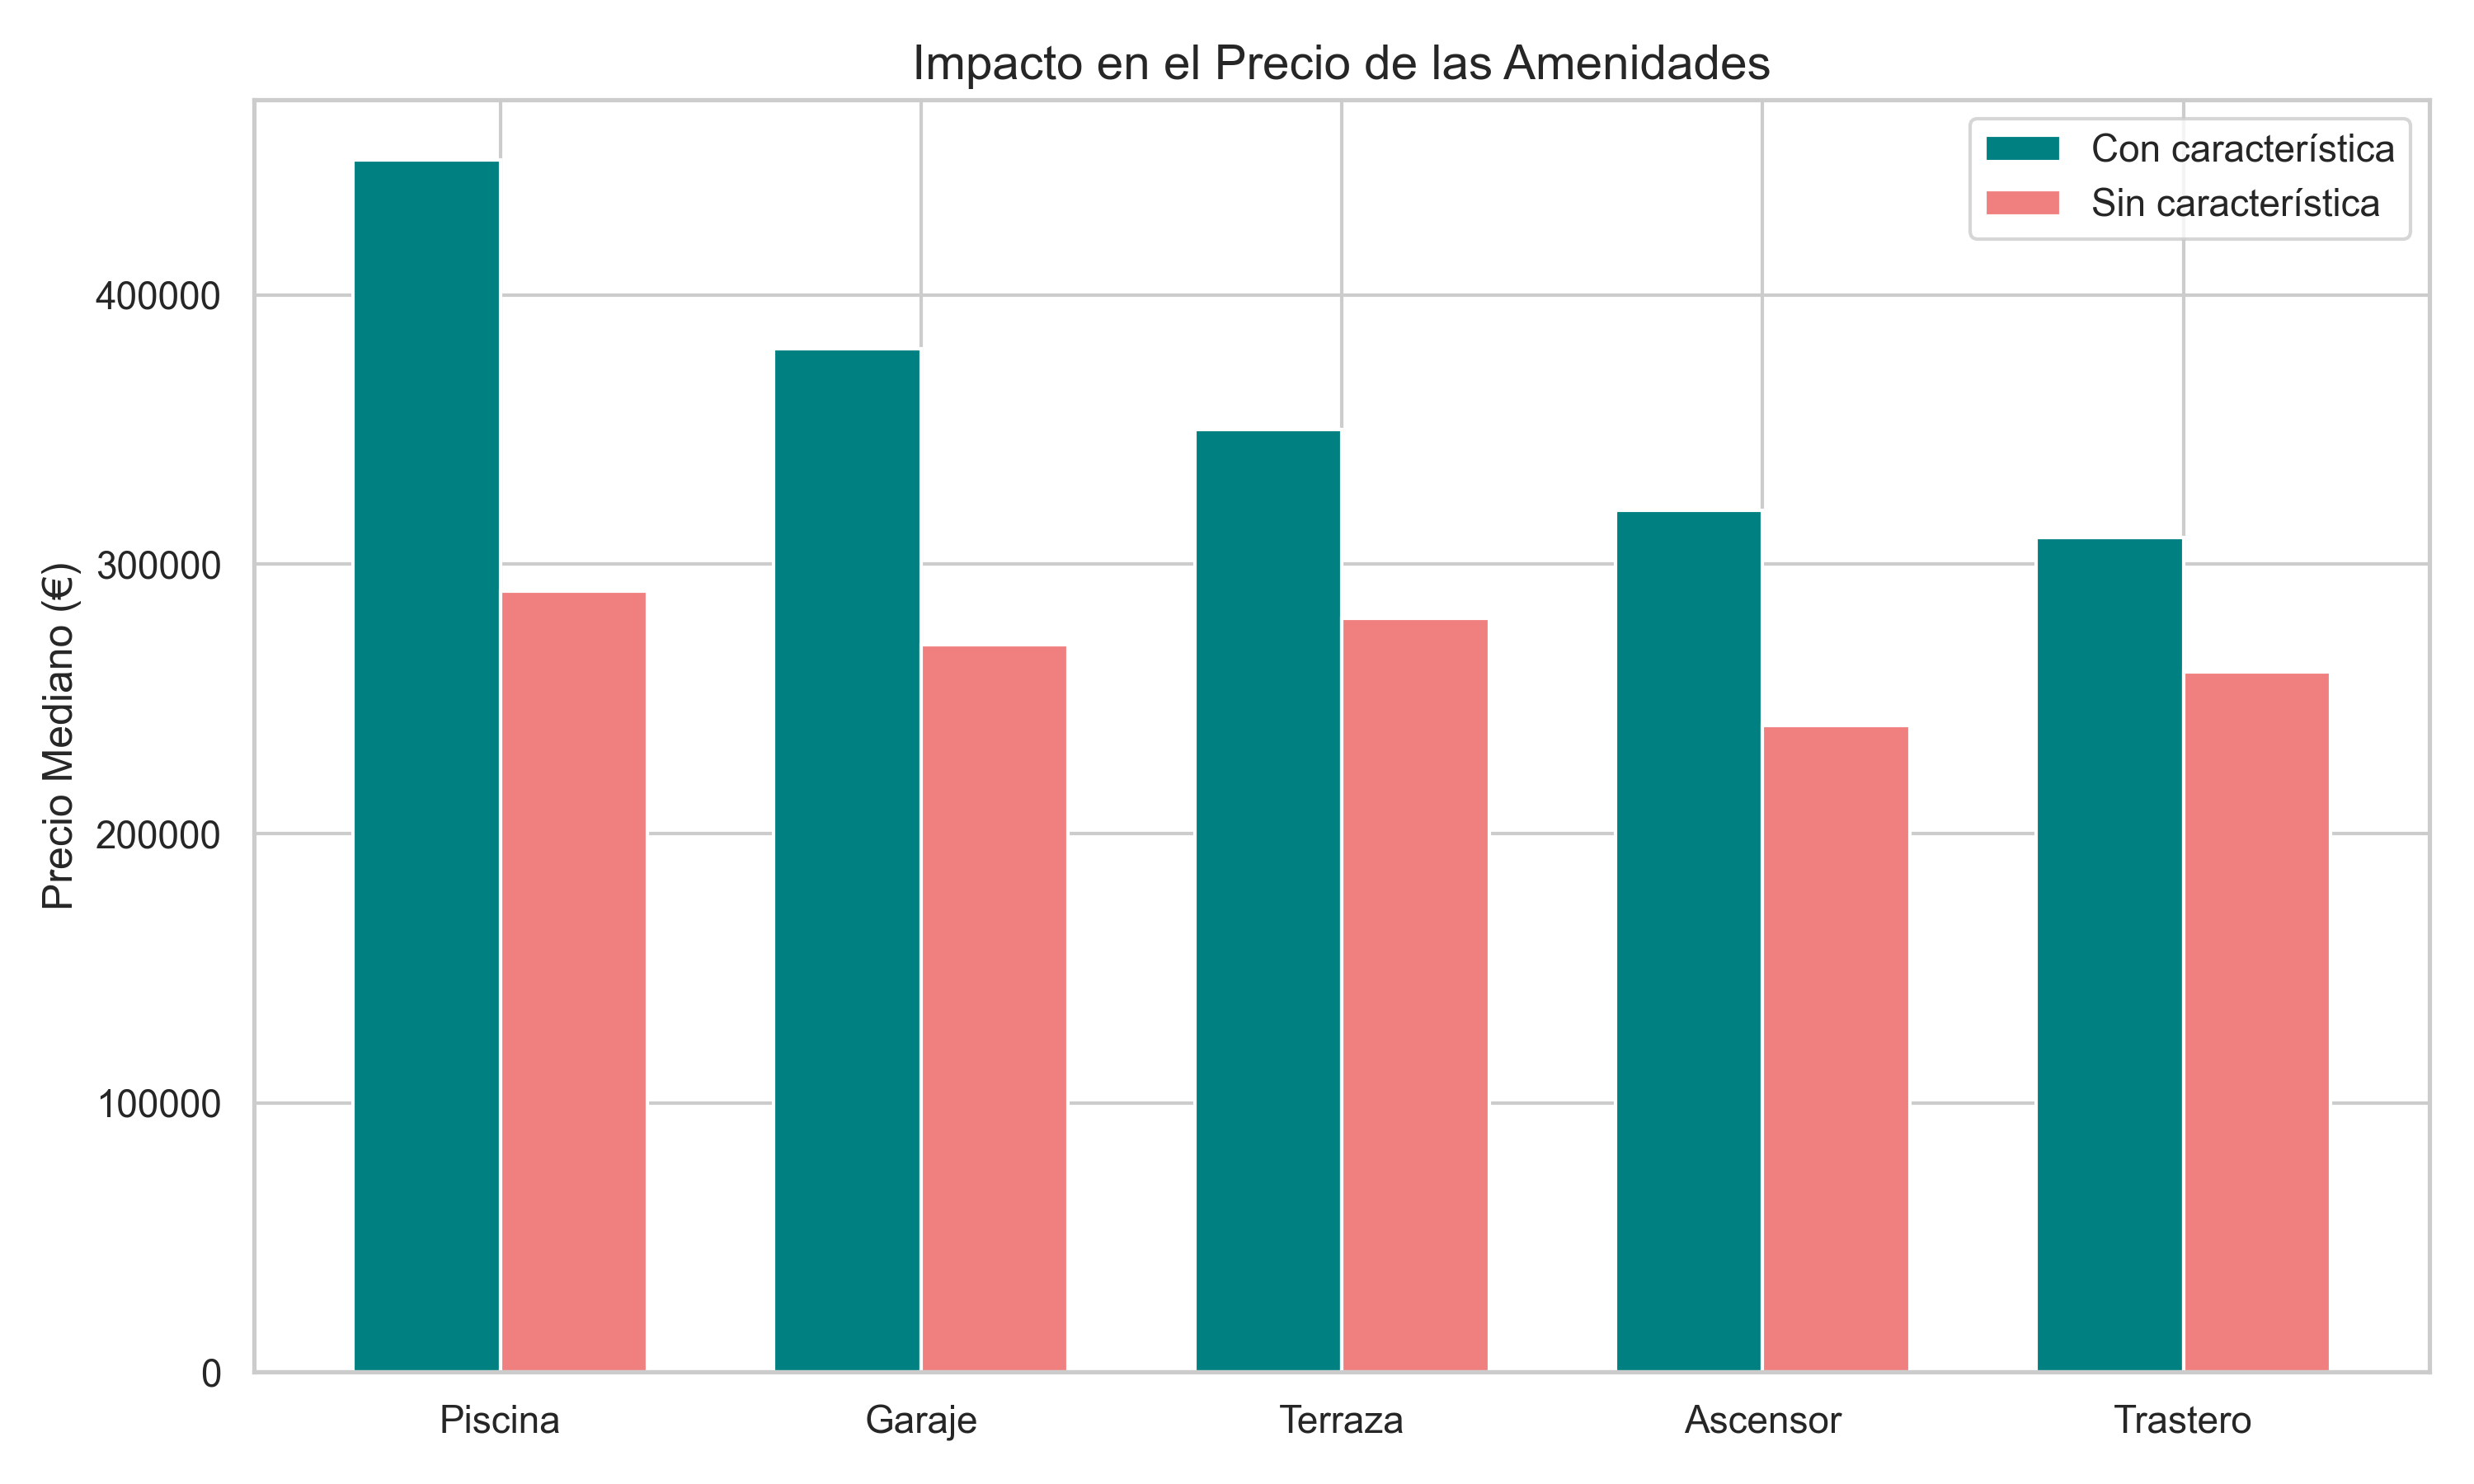 Impacto en el Precio de las Amenidades
Con característica
Sin característica
Precio Mediano (€)
400000
300000
200000
100000
0
Piscina
Garaje
Terraza
Ascensor
Trastero